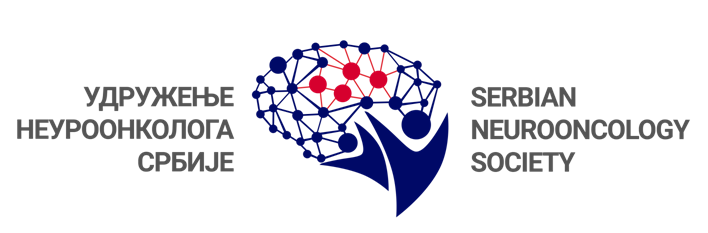 УДРУЖЕЊЕ
НЕУРООНКОЛОГА
СРБИЈЕ
SERBIAN
NEUROONCOLOGY
SOCIETY